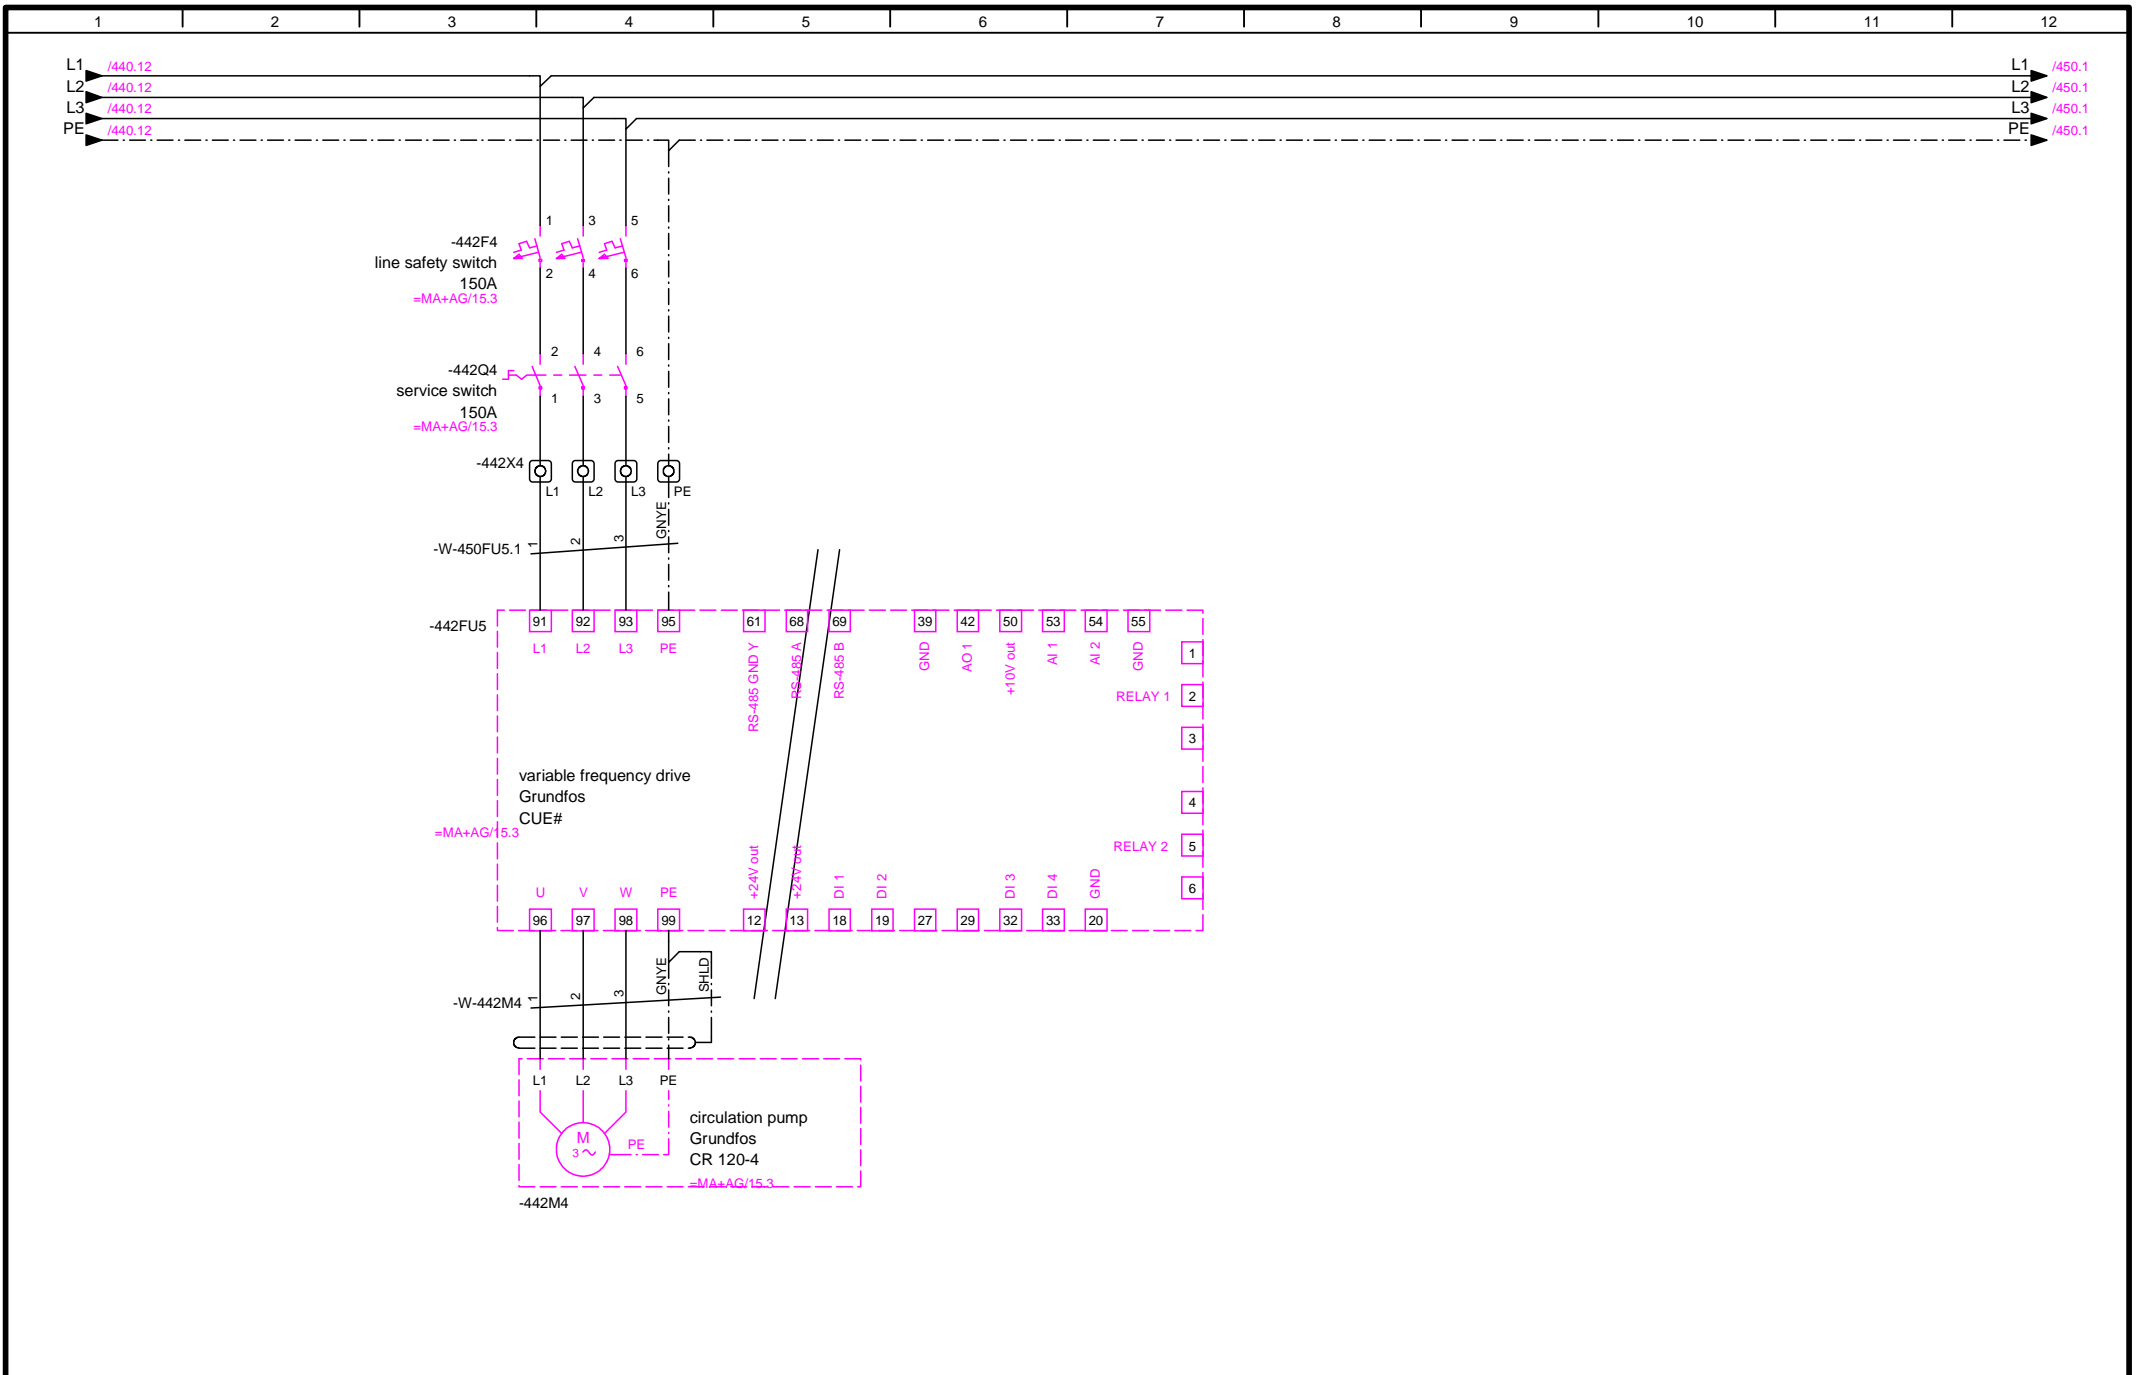 1 2 3 4 5 6 7 8 9 10 11 12
L1 /440.12 L1 /450.1
L2 /440.12 L2 /450.1
L3 /440.12 L3 /450.1
PE /440.12 PE /450.1
1 3 5
-442F4
line safety switch
150A
=MA+AG/15.3
2 4 6
2 4 6
-442Q4
service switch
150A
=MA+AG/15.3
1 3 5
-442X4
L1 L2 L3 PE
-W-450FU5.1
1 2 3 GNYE
-442FU5
91 92 93 95 61 68 69 39 42 50 53 54 55
L1 L2 L3 PE
RS-485 GND Y
RS-485 A
RS-485 B
GND
AO 1
+10V out
AI 1
AI 2
GND
1
RELAY 1 2
3
variable frequency drive
Grundfos
CUE#
=MA+AG/15.3
4
RELAY 2 5
6
U V W PE
+24V out
+24V out
DI 1
DI 2
DI 3
DI 4
GND
96 97 98 99 12 13 18 19 27 29 32 33 20
-W-442M4
1 2 3 GNYE SHLD
L1 L2 L3 PE
M
3
PE
circulation pump
Grundfos
CR 120-4
=MA+AG/15.3
-442M4